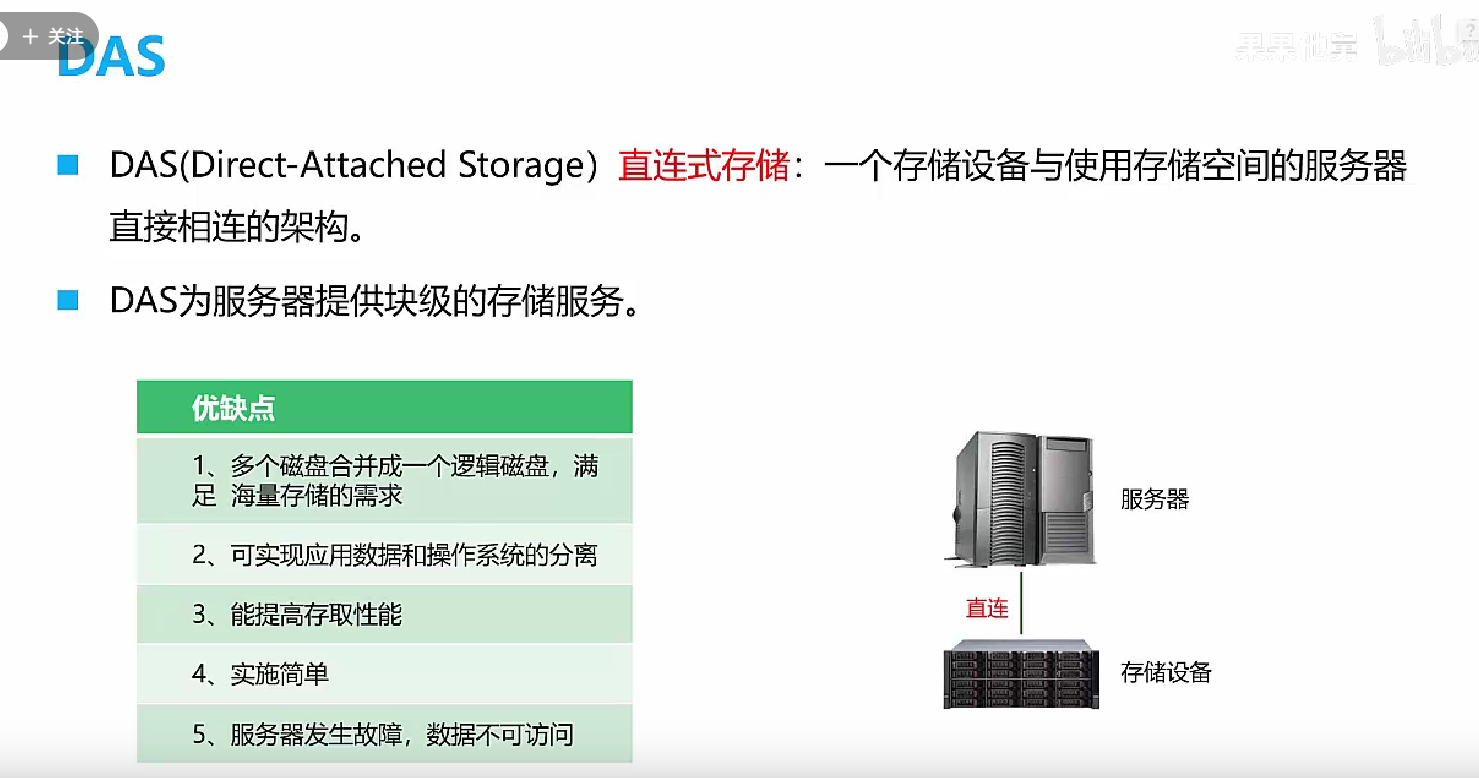 + 关注
DAS
果果他舅 bilibili
DAS(Direct-Attached Storage）直连式存储：一个存储设备与使用存储空间的服务器
直接相连的架构。
DAS为服务器提供块级的存储服务。
优缺点
1、多个磁盘合并成一个逻辑磁盘，满
足 海量存储的需求
2、可实现应用数据和操作系统的分离
3、能提高存取性能
4、实施简单
5、服务器发生故障，数据不可访问
服务器
直连
存储设备